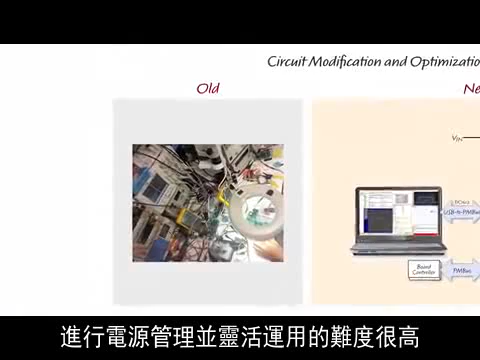 Circuit Modification and Optimizatio
Old
Ne
VIN
USB-to-PMBus
Board
Controller
PMBus
進行電源管理並靈活運用的難度很高